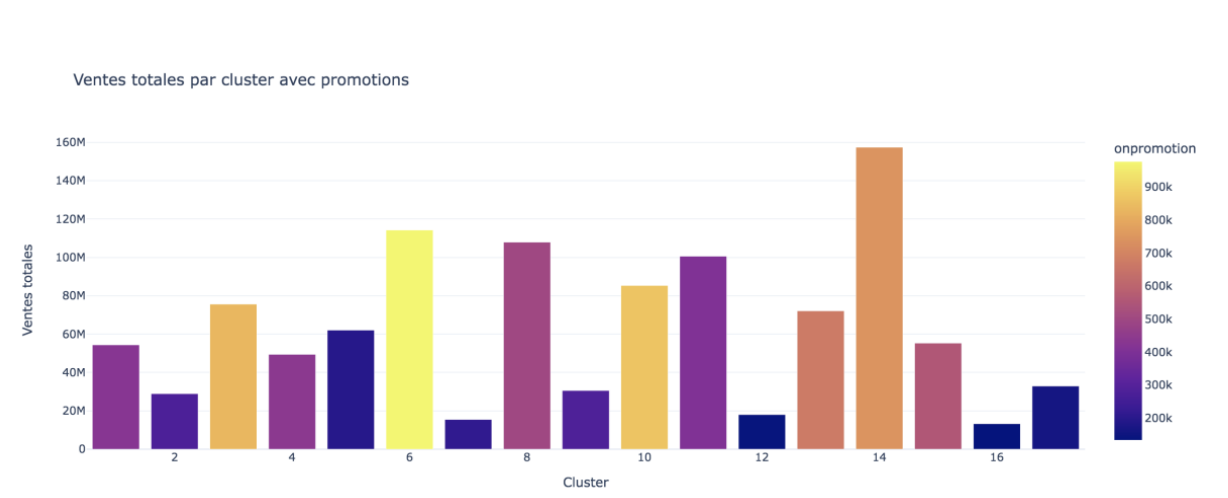 Ventes totales par cluster avec promotions
160M
140M
120M
100M
80M
60M
40M
20M
0
Ventes totales
2
4
6
8
10
12
14
16
Cluster
onpromotion
900k
800k
700k
600k
500k
400k
300k
200k